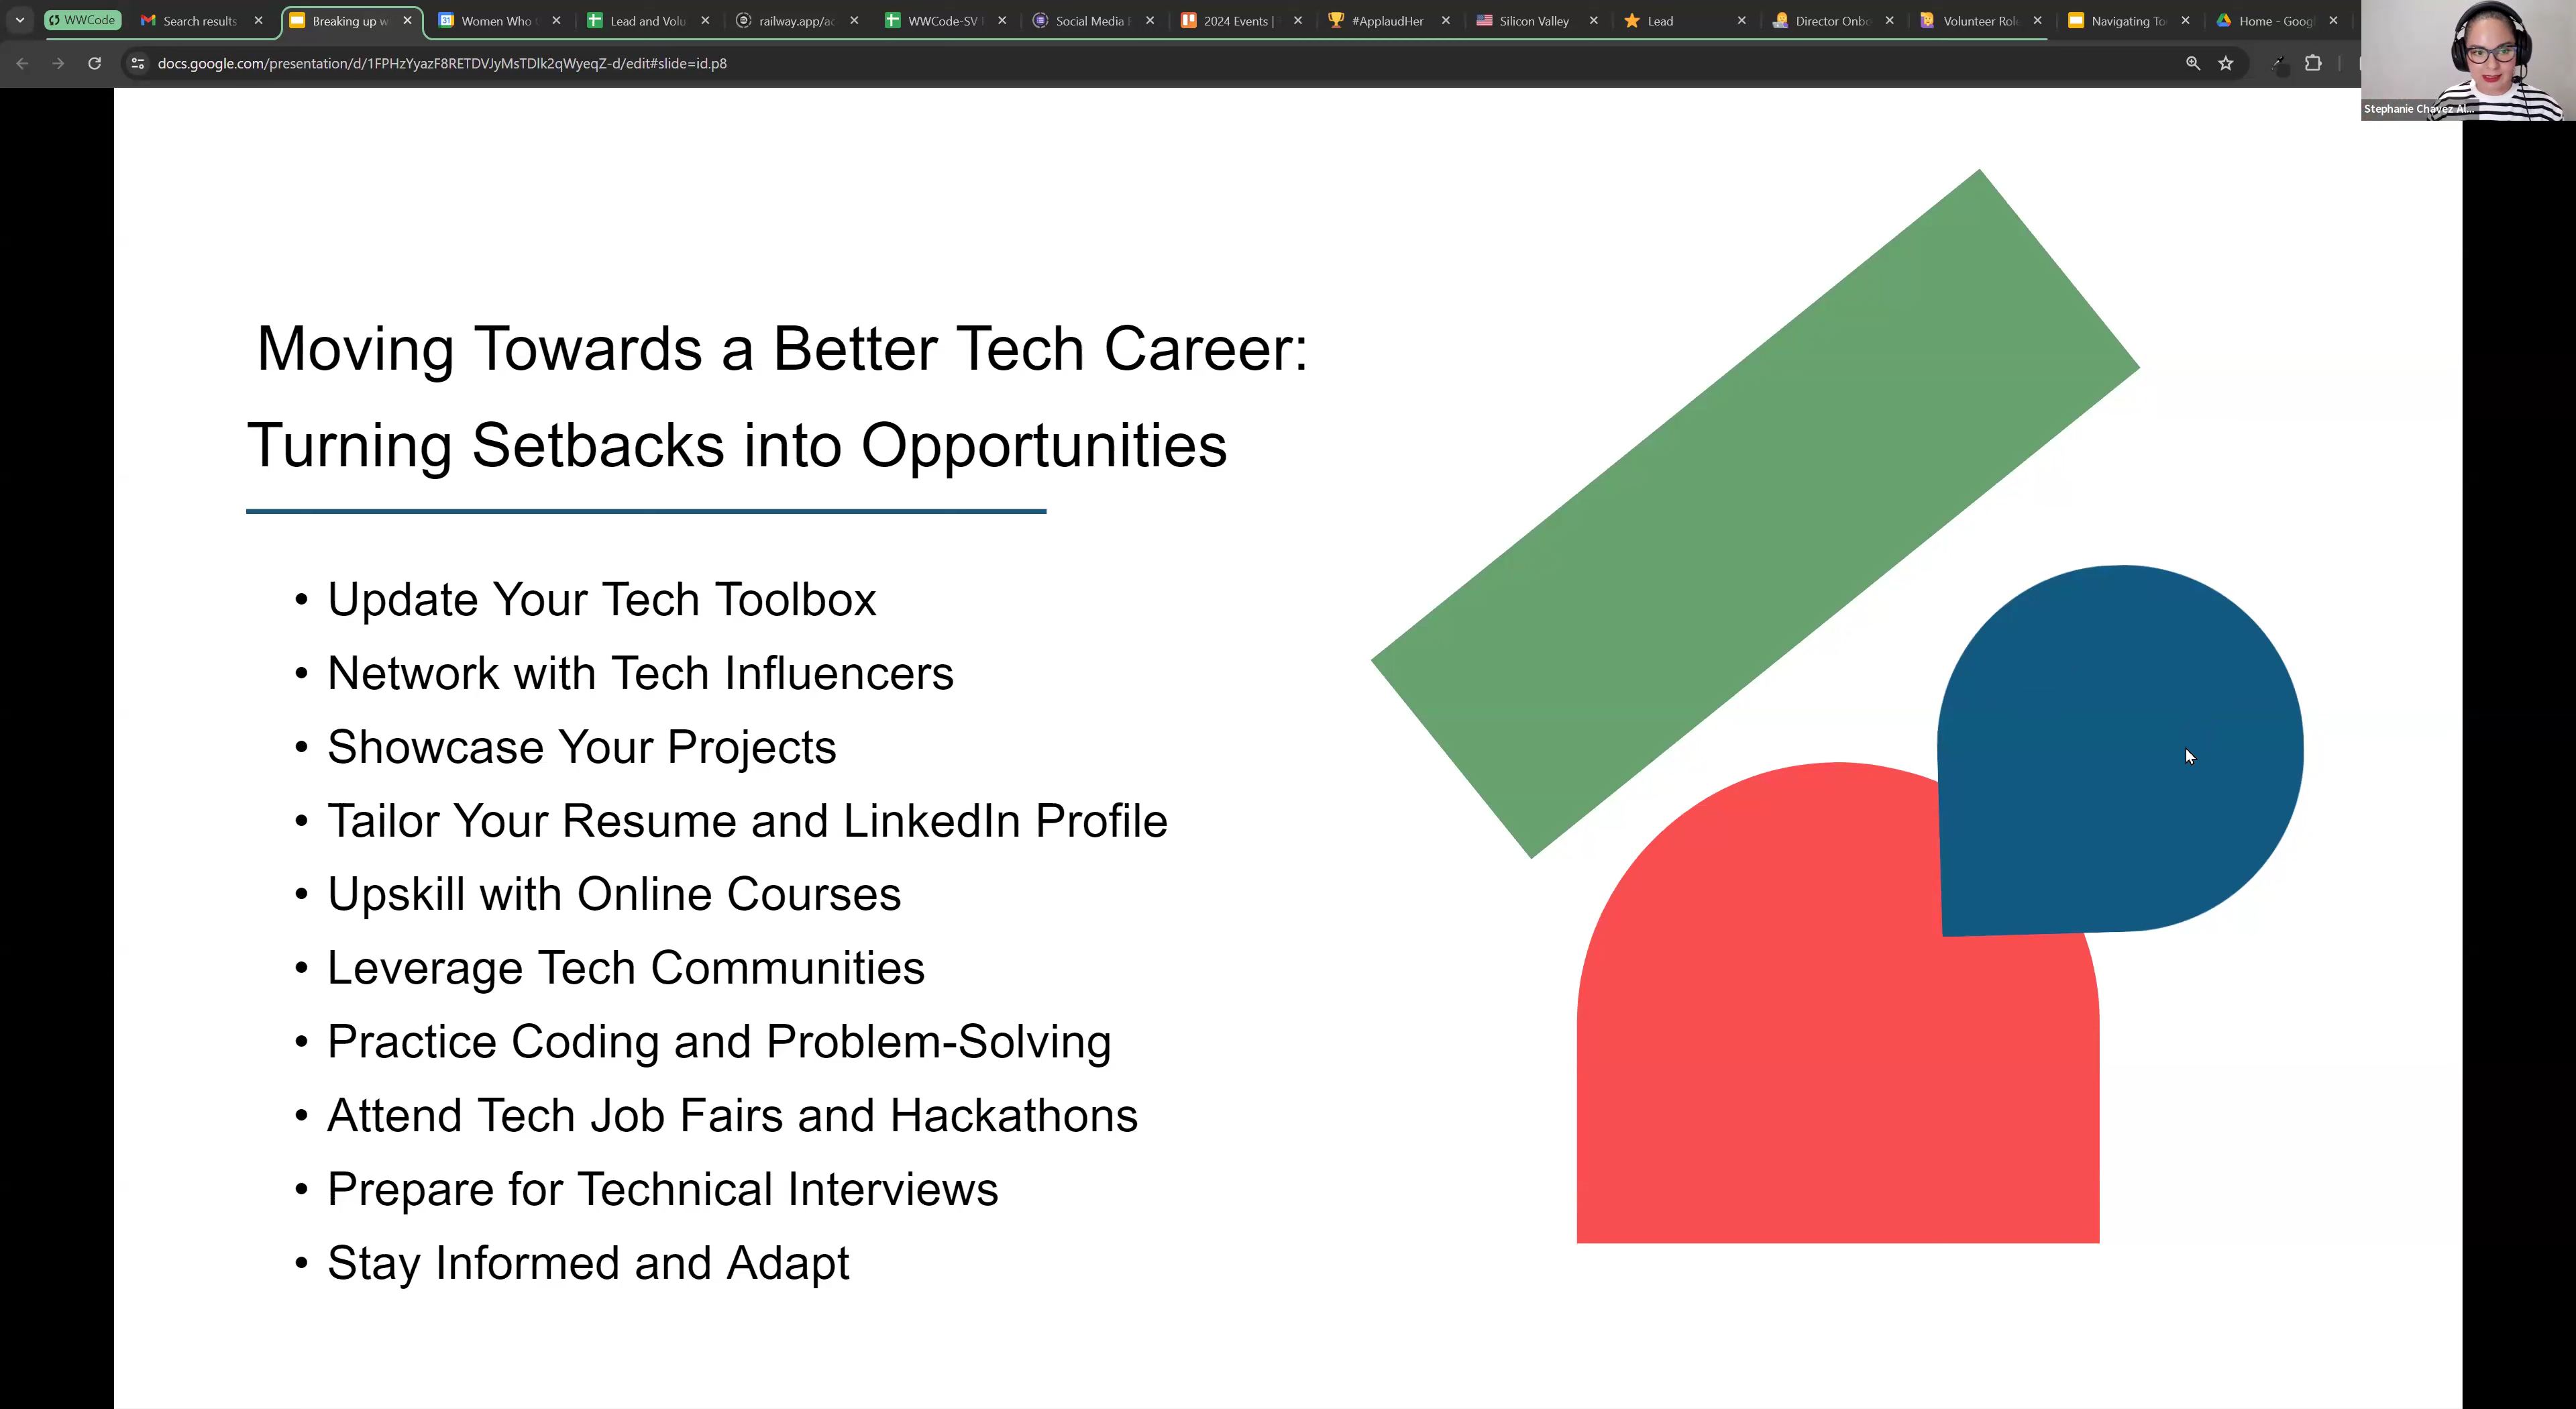 WWCode
Search results
Breaking up w
Women Who
Lead and Volu
railway.app/ac
WWCode-SV
Social Media
2024 Events |
#ApplaudHer
Silicon Valley
Lead
Director Onbo
Volunteer Rol
Navigating To
Home - Googl
docs.google.com/presentation/d/1FPHzYyazF8RETDVJyMsTDlk2qWyeqZ-d/edit#slide=id.p8
Stephanie Chavez Al...
Moving Towards a Better Tech Career:
Turning Setbacks into Opportunities
• Update Your Tech Toolbox
• Network with Tech Influencers
• Showcase Your Projects
• Tailor Your Resume and LinkedIn Profile
• Upskill with Online Courses
• Leverage Tech Communities
• Practice Coding and Problem-Solving
• Attend Tech Job Fairs and Hackathons
• Prepare for Technical Interviews
• Stay Informed and Adapt